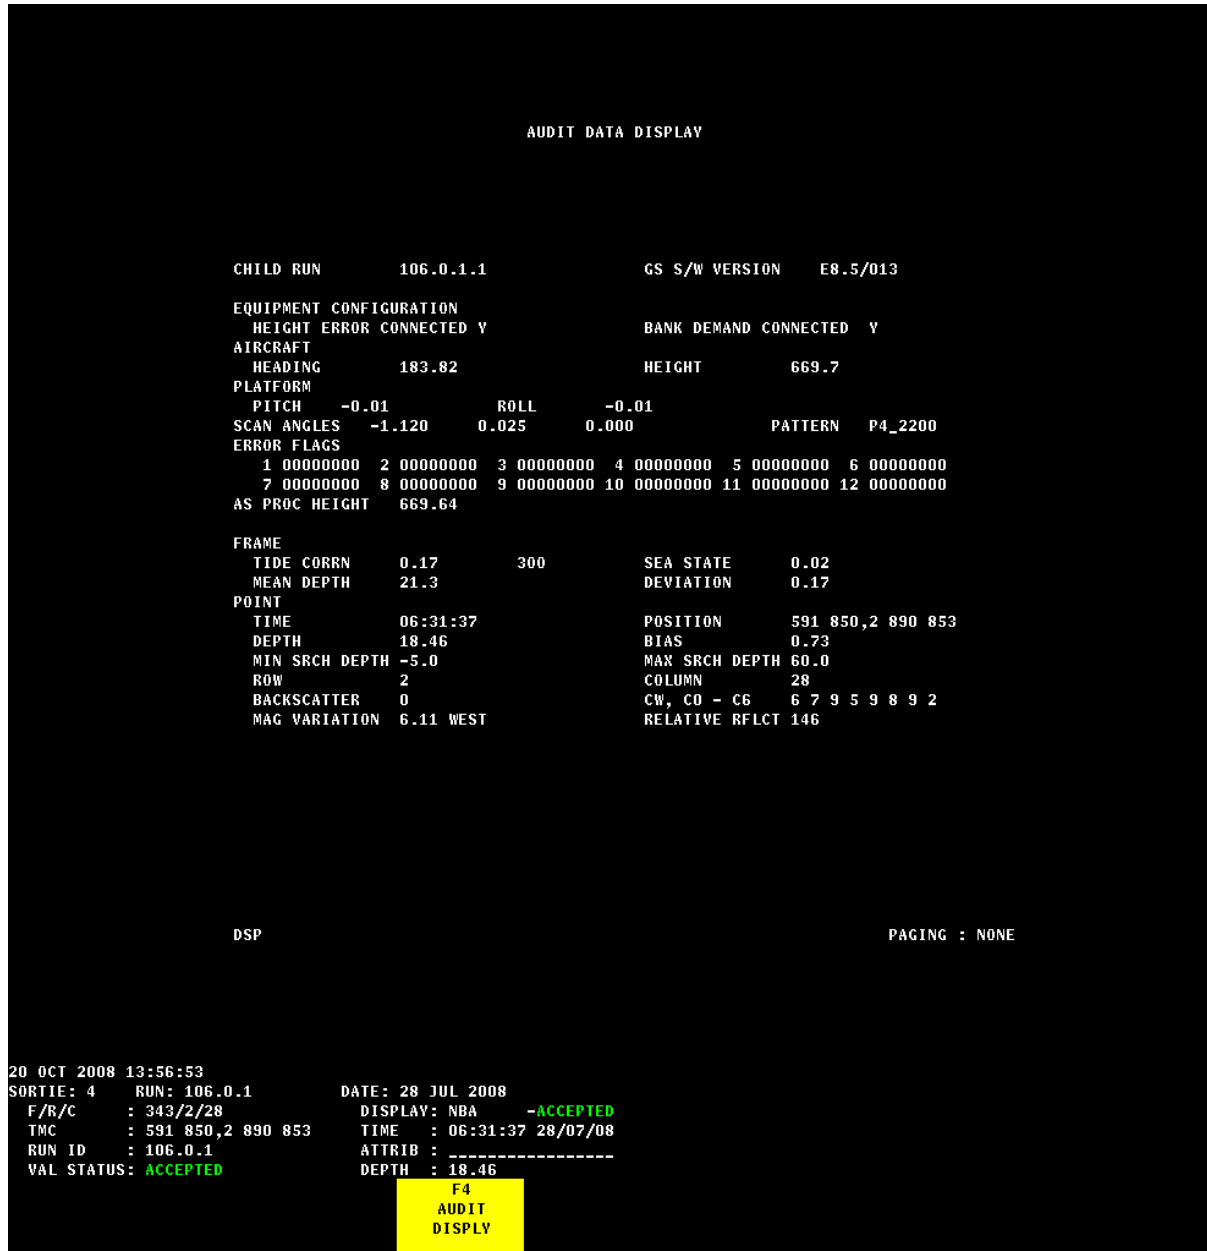 AUDIT DATA DISPLAY
CHILD RUN 106.0.1.1 GS S/W VERSION E8.5/013
EQUIPMENT CONFIGURATION
HEIGHT ERROR CONNECTED Y BANK DEMAND CONNECTED Y
AIRCRAFT
HEADING 183.82 HEIGHT 669.7
PLATFORM
PITCH -0.01 ROLL -0.01
SCAN ANGLES -1.120 0.025 0.000 PATTERN P4_2200
ERROR FLAGS
1 00000000 2 00000000 3 00000000 4 00000000 5 00000000 6 00000000
7 00000000 8 00000000 9 00000000 10 00000000 11 00000000 12 00000000
AS PROC HEIGHT 669.64
FRAME
TIDE CORRN 0.17 300 SEA STATE 0.02
MEAN DEPTH 21.3 DEVIATION 0.17
POINT
TIME 06:31:37 POSITION 591 850,2 890 853
DEPTH 18.46 BIAS 0.73
MIN SRCH DEPTH -5.0 MAX SRCH DEPTH 60.0
ROW 2 COLUMN 28
BACKSCATTER 0 CW, C0 - C6 6 7 9 5 9 8 9 2
MAG VARIATION 6.11 WEST RELATIVE RFLCT 146
DSP PAGING : NONE
20 OCT 2008 13:56:53
SORTIE: 4 RUN: 106.0.1 DATE: 28 JUL 2008
F/R/C : 343/2/28 DISPLAY: NBA -ACCEPTED
TMC : 591 850,2 890 853 TIME : 06:31:37 28/07/08
RUN ID : 106.0.1 ATTRIB : _________________
VAL STATUS: ACCEPTED DEPTH : 18.46
F4
AUDIT
DISPLY